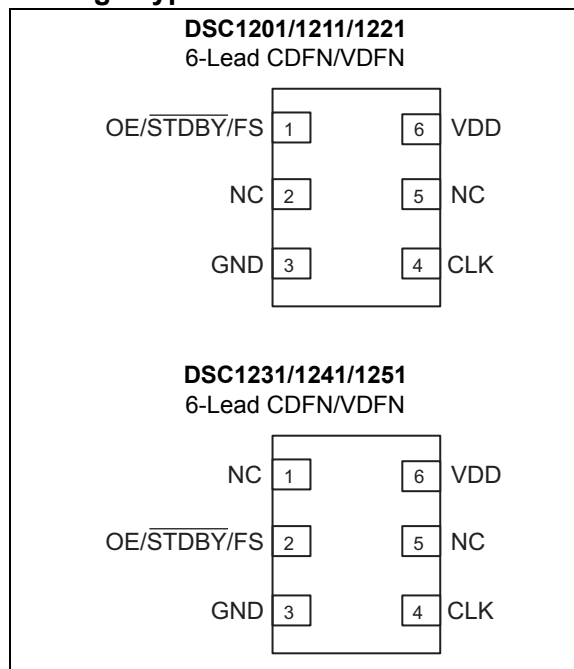 DSC1201/1211/1221
6-Lead CDFN/VDFN
OE/STDBY/FS 1 6 VDD
NC 2 5 NC
GND 3 4 CLK
DSC1231/1241/1251
6-Lead CDFN/VDFN
NC 1 6 VDD
OE/STDBY/FS 2 5 NC
GND 3 4 CLK